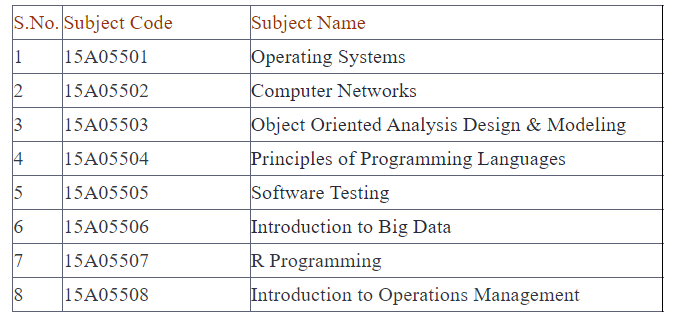 S.No. Subject Code Subject Name
1 15A05501 Operating Systems
2 15A05502 Computer Networks
3 15A05503 Object Oriented Analysis Design & Modeling
4 15A05504 Principles of Programming Languages
5 15A05505 Software Testing
6 15A05506 Introduction to Big Data
7 15A05507 R Programming
8 15A05508 Introduction to Operations Management